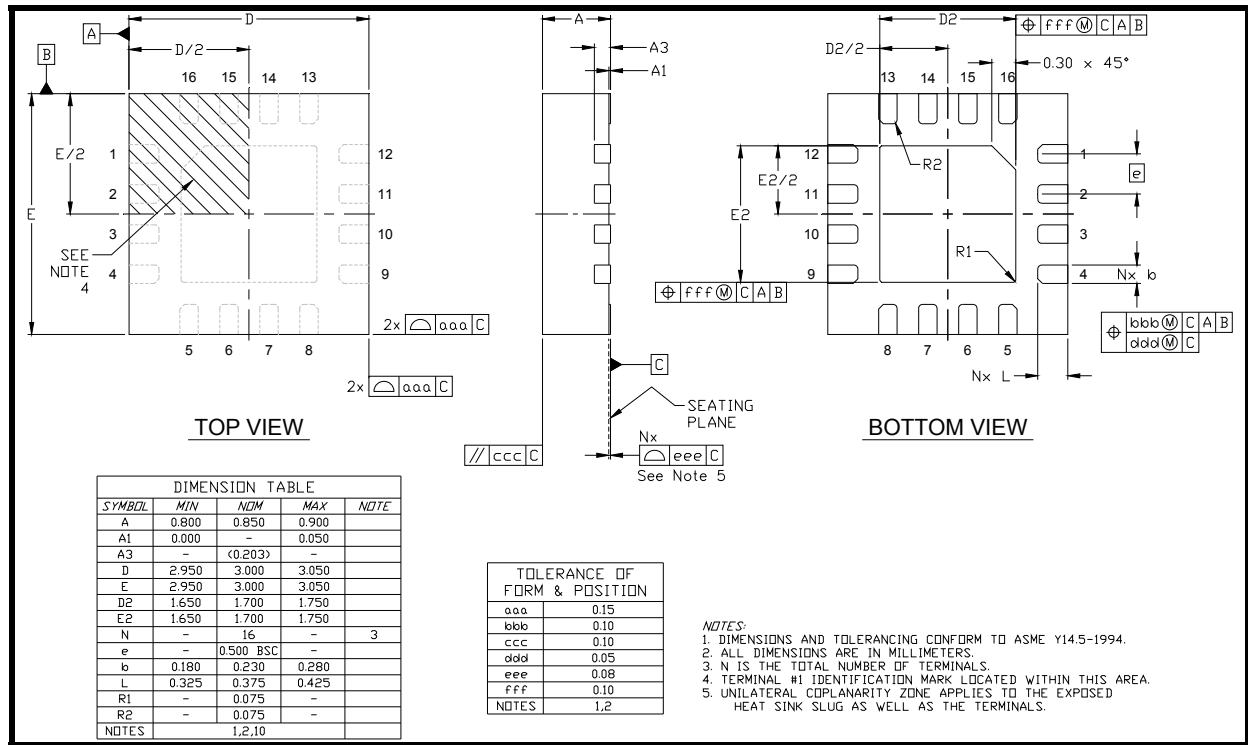 D
D/2
A
B
16 15 14 13
E/2
E
1
2
3
4
12
11
10
9
SEE
NOTE
4
5 6 7 8
2x ⌓ aaa C
2x ⌓ aaa C
TOP VIEW
A
A3
A1
C
SEATING
PLANE
// ccc C
Nx
⌓ eee C
See Note 5
D2
⌖ fff Ⓜ C A B
D2/2
0.30 x 45°
13 14 15 16
R2
12
11
10
9
E2/2
E2
R1
1
2
3
4
e
Nx b
⌖ fff Ⓜ C A B
⌖ bbb Ⓜ C A B
ddd Ⓜ C
8 7 6 5
Nx L
BOTTOM VIEW
DIMENSION TABLE
SYMBOL MIN NOM MAX NOTE
A 0.800 0.850 0.900
A1 0.000 - 0.050
A3 - (0.203) -
D 2.950 3.000 3.050
E 2.950 3.000 3.050
D2 1.650 1.700 1.750
E2 1.650 1.700 1.750
N - 16 - 3
e - 0.500 BSC -
b 0.180 0.230 0.280
L 0.325 0.375 0.425
R1 - 0.075 -
R2 - 0.075 -
NOTES 1,2,10
TOLERANCE OF
FORM & POSITION
aaa 0.15
bbb 0.10
ccc 0.10
ddd 0.05
eee 0.08
fff 0.10
NOTES 1,2
NOTES:
1. DIMENSIONS AND TOLERANCING CONFORM TO ASME Y14.5-1994.
2. ALL DIMENSIONS ARE IN MILLIMETERS.
3. N IS THE TOTAL NUMBER OF TERMINALS.
4. TERMINAL #1 IDENTIFICATION MARK LOCATED WITHIN THIS AREA.
5. UNILATERAL COPLANARITY ZONE APPLIES TO THE EXPOSED
HEAT SINK SLUG AS WELL AS THE TERMINALS.